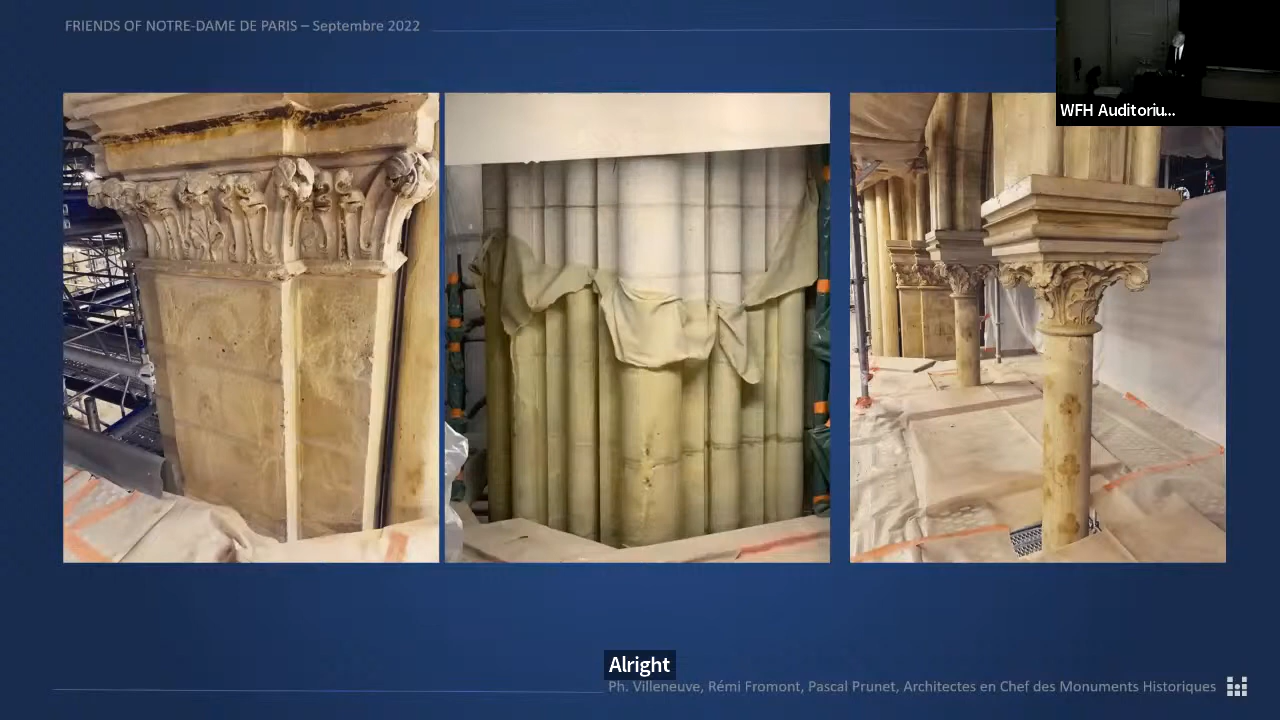 FRIENDS OF NOTRE-DAME DE PARIS – Septembre 2022
WFH Auditoriu...
Alright
Ph. Villeneuve, Rémi Fromont, Pascal Prunet, Architectes en Chef des Monuments Historiques